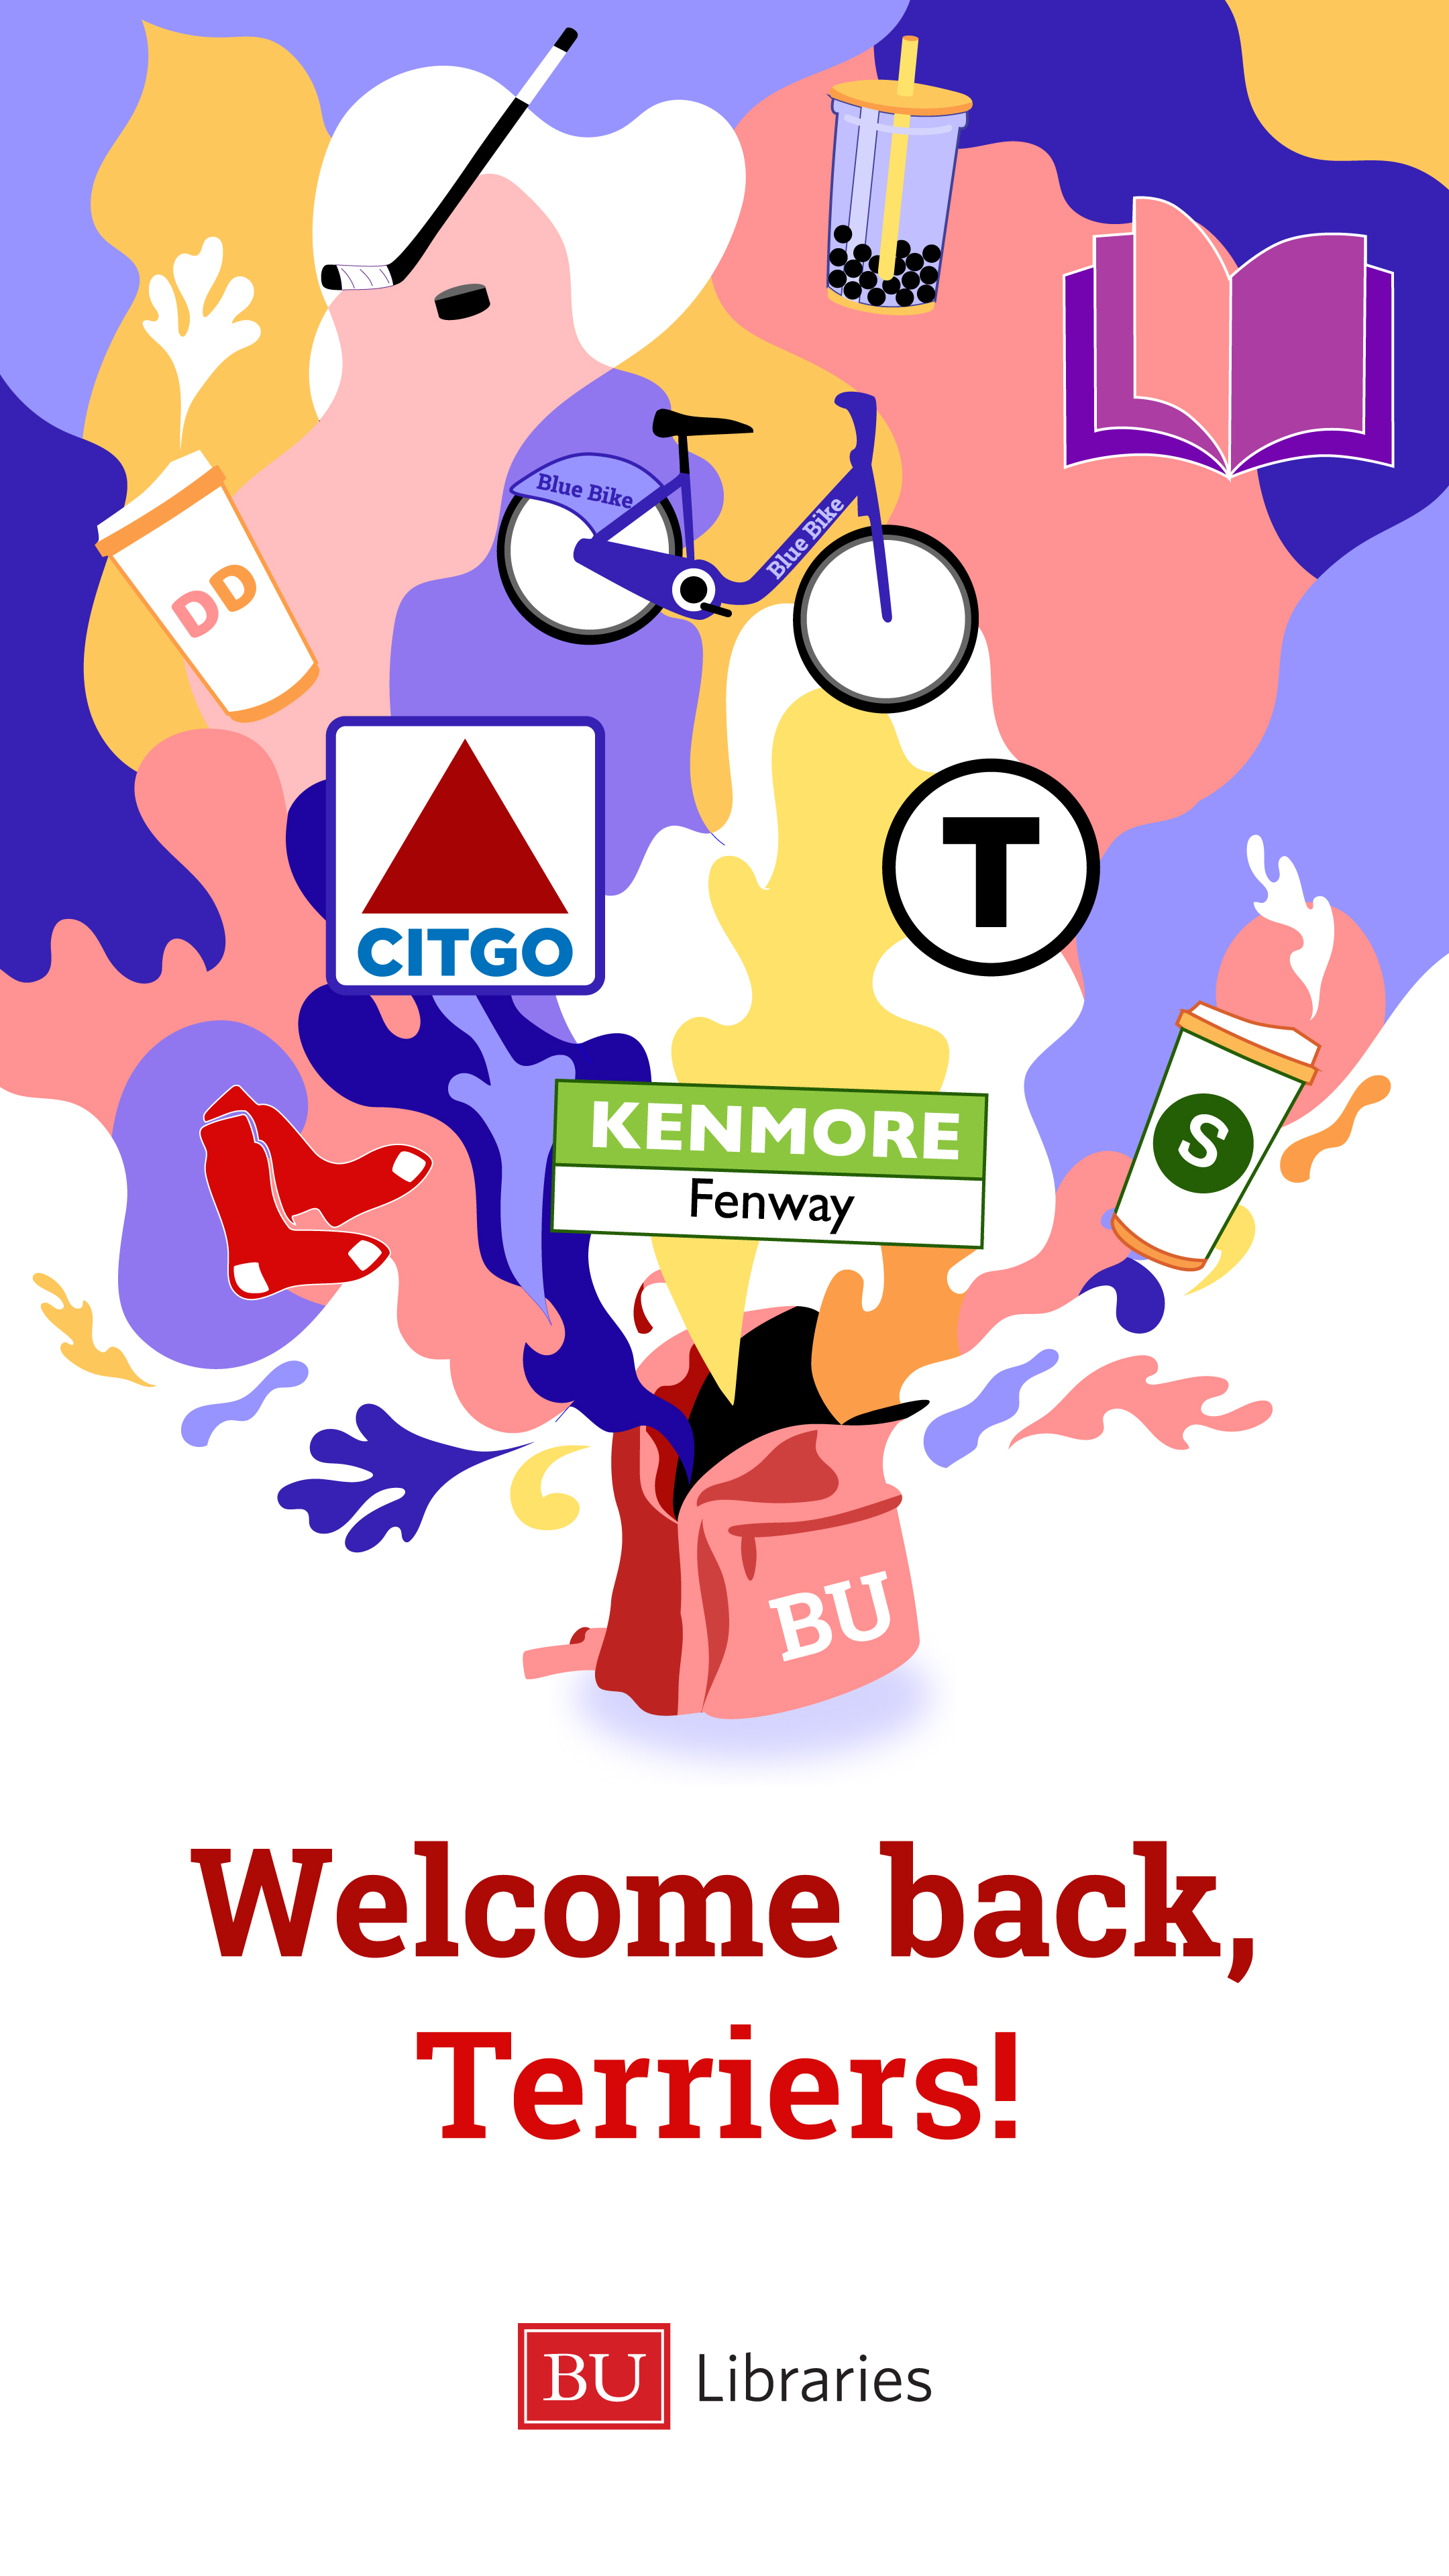 Blue Bike
Blue Bike
DD
T
CITGO
KENMORE
Fenway
S
BU
Welcome back,
Terriers!
BU Libraries